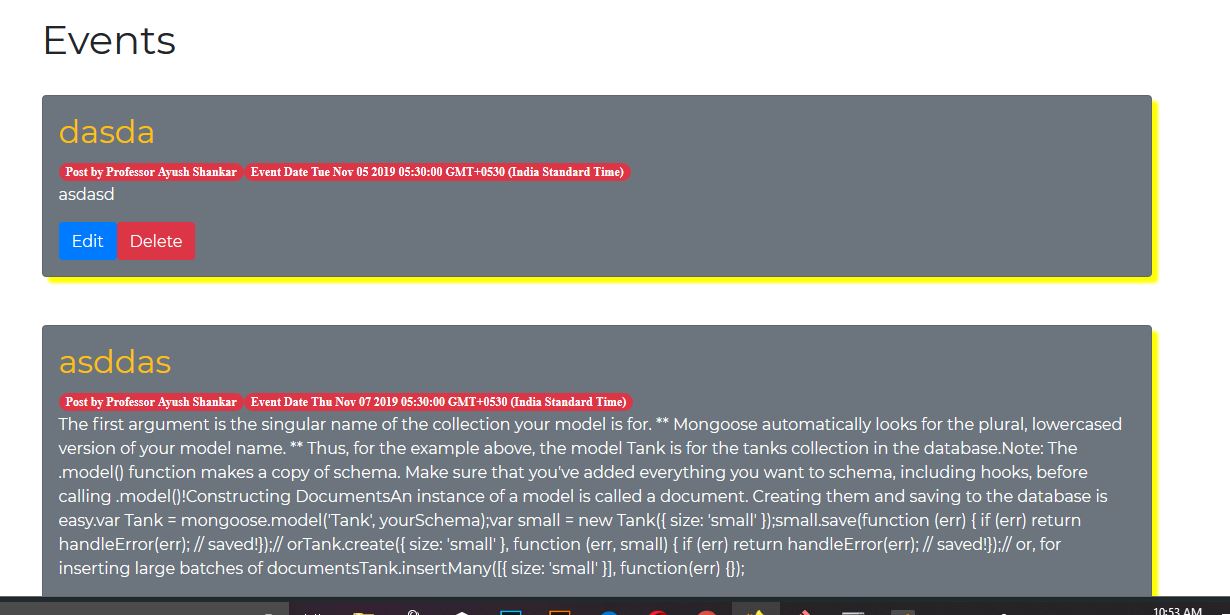 Events
dasda
Post by Professor Ayush Shankar Event Date Tue Nov 05 2019 05:30:00 GMT+0530 (India Standard Time)
asdasd
Edit Delete
asddas
Post by Professor Ayush Shankar Event Date Thu Nov 07 2019 05:30:00 GMT+0530 (India Standard Time)
The first argument is the singular name of the collection your model is for. ** Mongoose automatically looks for the plural, lowercased
version of your model name. ** Thus, for the example above, the model Tank is for the tanks collection in the database.Note: The
.model() function makes a copy of schema. Make sure that you've added everything you want to schema, including hooks, before
calling .model()!Constructing DocumentsAn instance of a model is called a document. Creating them and saving to the database is
easy.var Tank = mongoose.model('Tank', yourSchema);var small = new Tank({ size: 'small' });small.save(function (err) { if (err) return
handleError(err); // saved!});// orTank.create({ size: 'small' }, function (err, small) { if (err) return handleError(err); // saved!});// or, for
inserting large batches of documentsTank.insertMany([{ size: 'small' }], function(err) {});
10:53 AM